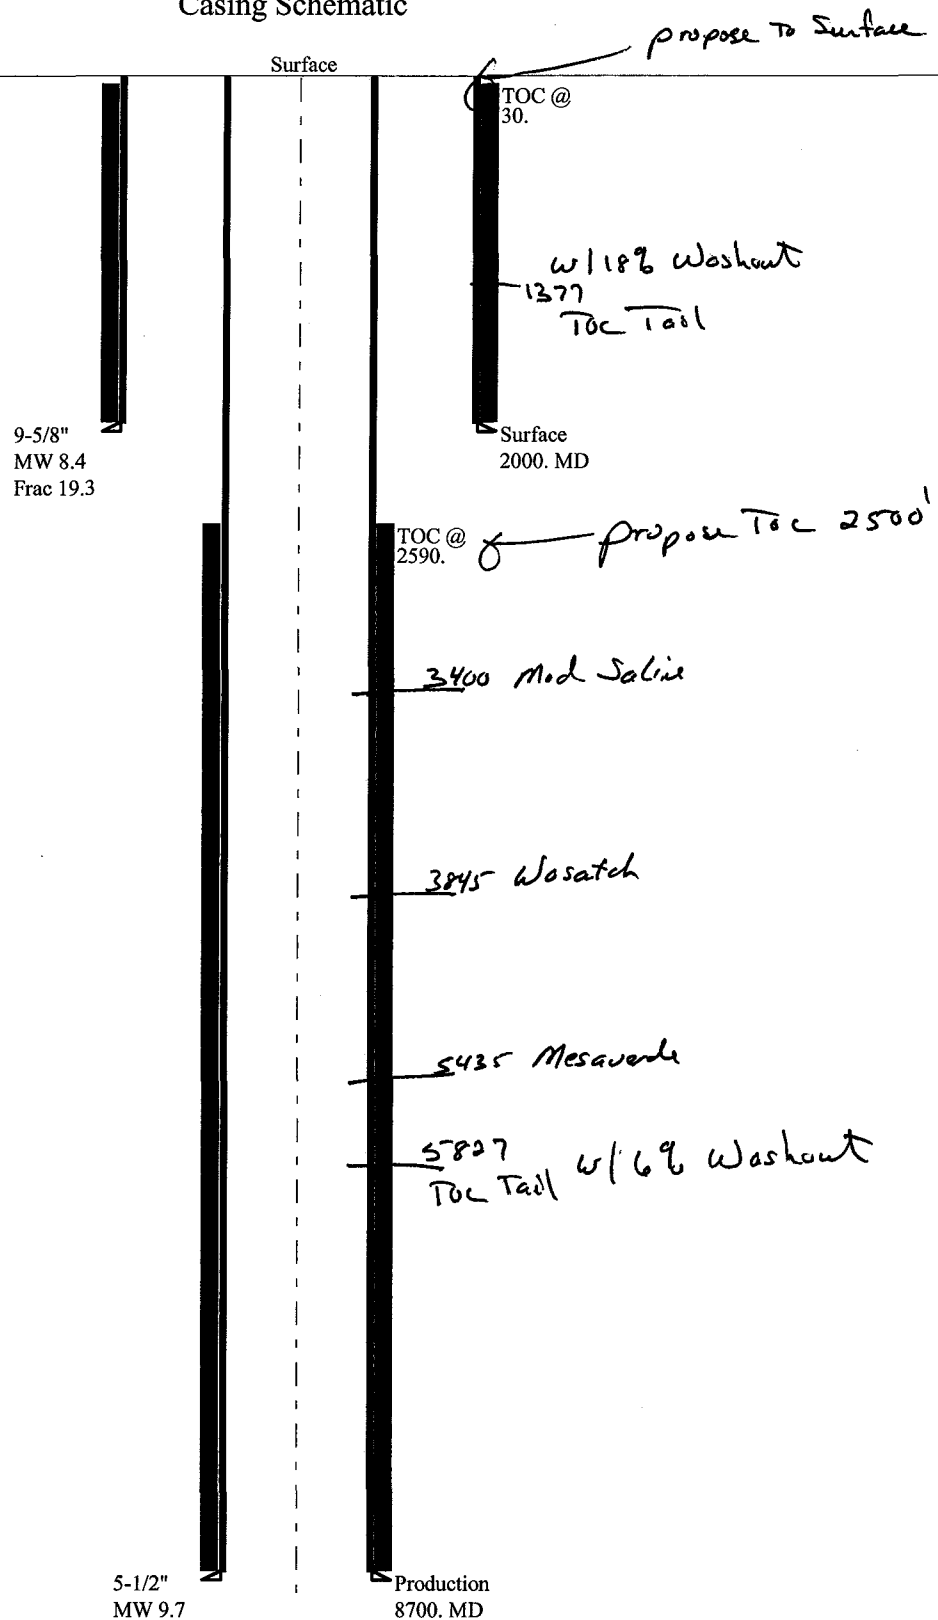 Casing Schematic
propose To Surface
Surface
TOC @
30.
w/18% Washout
1377
TOC Tail
9-5/8"
MW 8.4
Frac 19.3
Surface
2000. MD
TOC @
2590.
propose TOC 2500'
3400 Mod Saline
3845 Wasatch
5435 Mesaverde
5827
TOC Tail w/6% Washout
5-1/2"
MW 9.7
Production
8700. MD